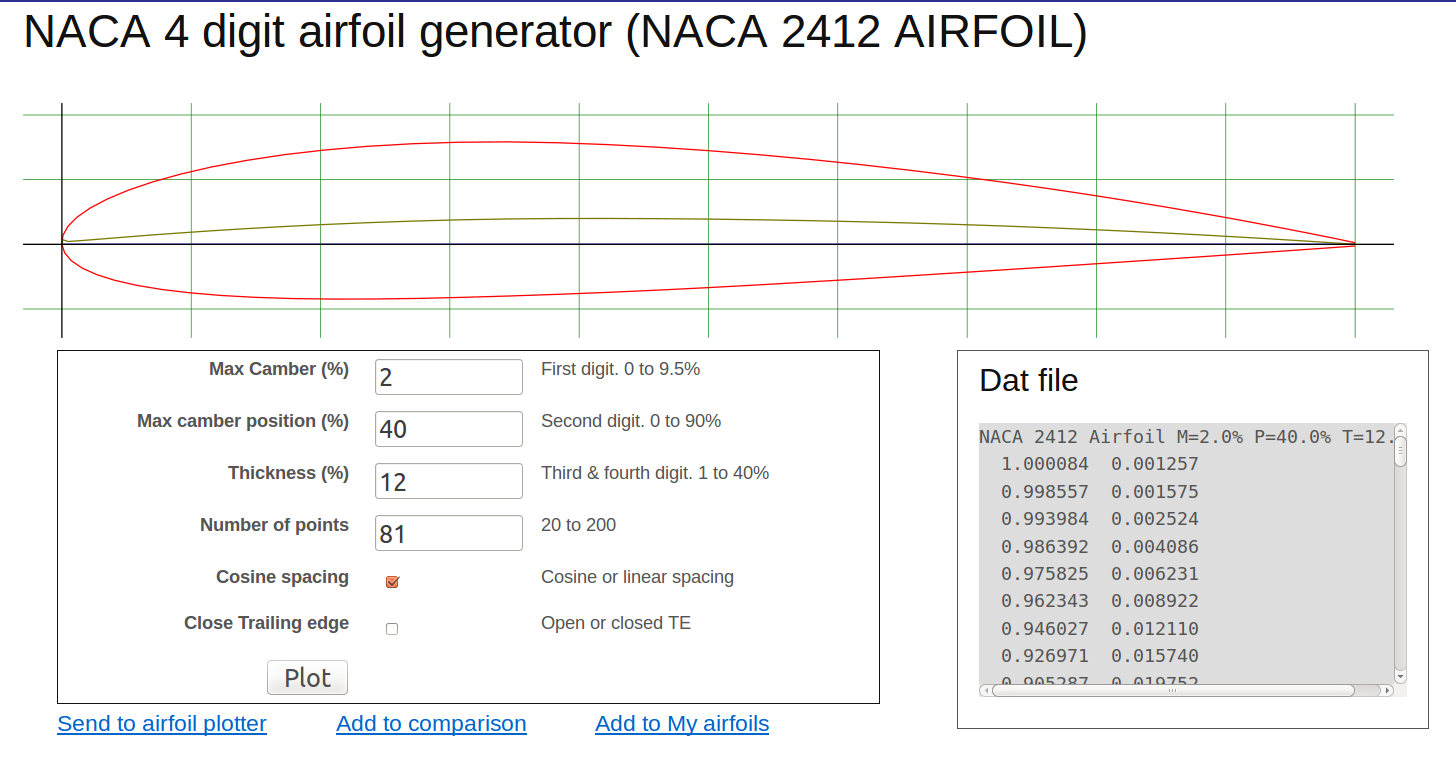 NACA 4 digit airfoil generator (NACA 2412 AIRFOIL)
Max Camber (%) 2 First digit. 0 to 9.5%
Max camber position (%) 40 Second digit. 0 to 90%
Thickness (%) 12 Third & fourth digit. 1 to 40%
Number of points 81 20 to 200
Cosine spacing Cosine or linear spacing
Close Trailing edge Open or closed TE
Plot
Send to airfoil plotter Add to comparison Add to My airfoils
Dat file
NACA 2412 Airfoil M=2.0% P=40.0% T=12.
1.000084 0.001257
0.998557 0.001575
0.993984 0.002524
0.986392 0.004086
0.975825 0.006231
0.962343 0.008922
0.946027 0.012110
0.926971 0.015740
0.905287 0.019752